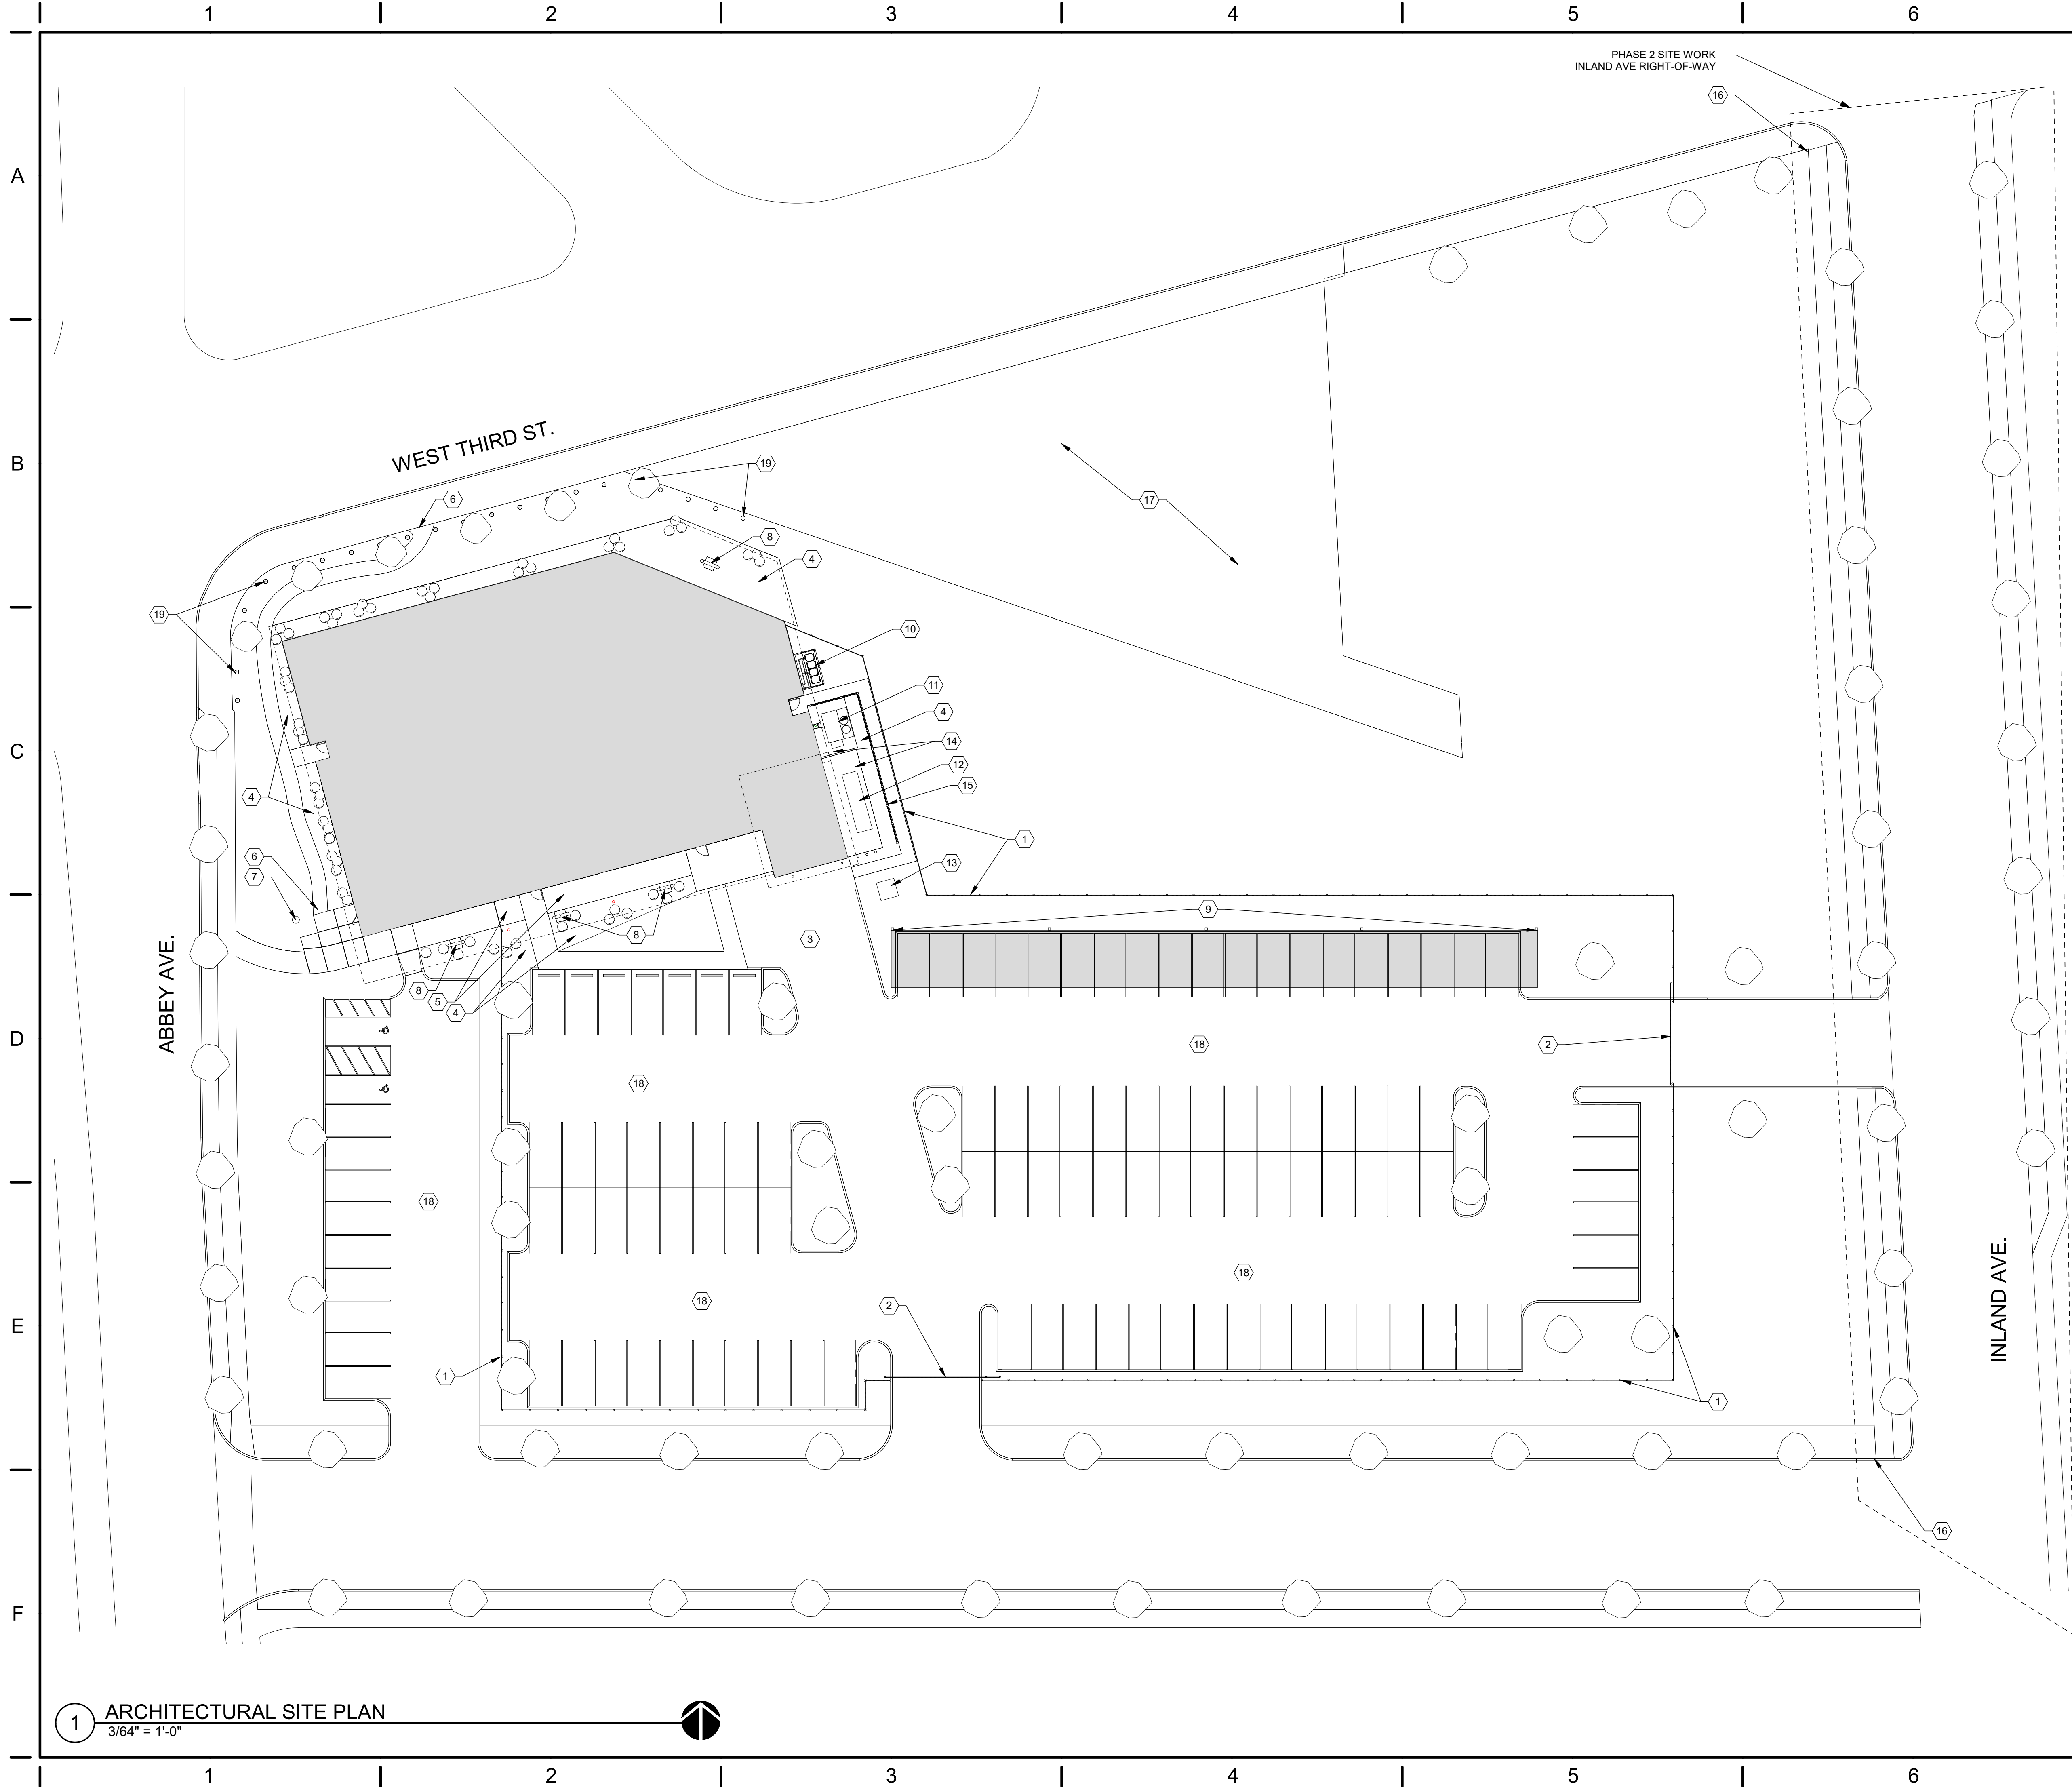 1 2 3 4 5 6
PHASE 2 SITE WORK
INLAND AVE RIGHT-OF-WAY
16
A
B
WEST THIRD ST.
19
6
17
8
4
19
10
11
4
C
14
12
15
4
1
6
13
7
9
3
8
8
5
4
ABBEY AVE.
D
18
2
18
18
INLAND AVE.
18
E
18
2
1
1
16
F
1
ARCHITECTURAL SITE PLAN
3/64" = 1'-0"
1 2 3 4 5 6